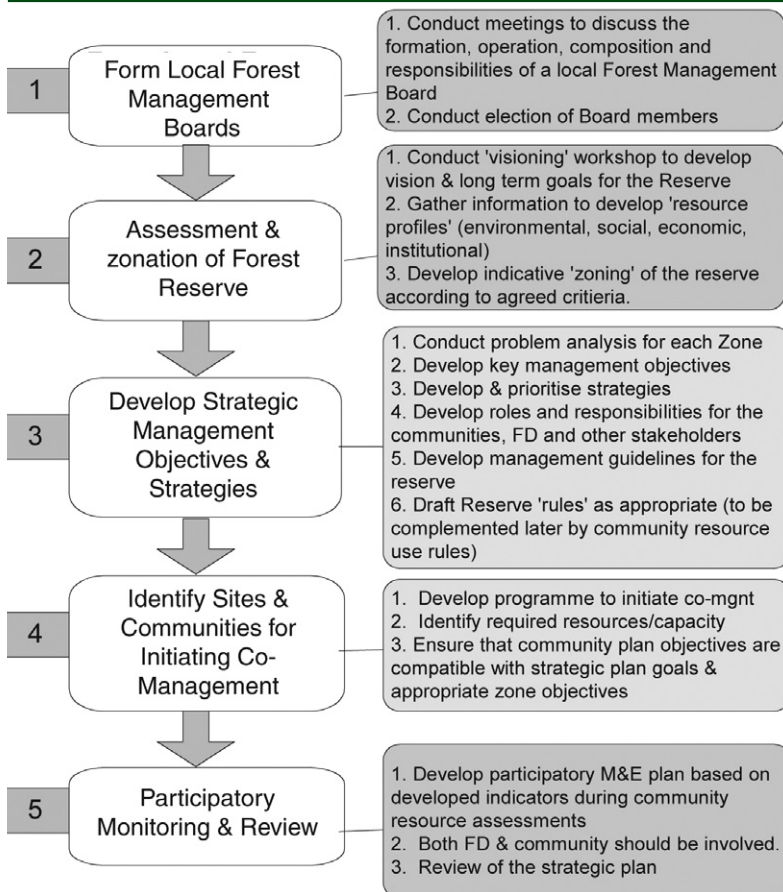 1
Form Local Forest
Management
Boards
1. Conduct meetings to discuss the
formation, operation, composition and
responsibilities of a local Forest Management
Board
2. Conduct election of Board members
2
Assessment &
zonation of Forest
Reserve
1. Conduct 'visioning' workshop to develop
vision & long term goals for the Reserve
2. Gather information to develop 'resource
profiles' (environmental, social, economic,
institutional)
3. Develop indicative 'zoning' of the reserve
according to agreed critieria.
3
Develop Strategic
Management
Objectives &
Strategies
1. Conduct problem analysis for each Zone
2. Develop key management objectives
3. Develop & prioritise strategies
4. Develop roles and responsibilities for the
communities, FD and other stakeholders
5. Develop management guidelines for the
reserve
6. Draft Reserve 'rules' as appropriate (to be
complemented later by community resource
use rules)
4
Identify Sites &
Communities for
Initiating Co-
Management
1. Develop programme to initiate co-mgnt
2. Identify required resources/capacity
3. Ensure that community plan objectives are
compatible with strategic plan goals &
appropriate zone objectives
5
Participatory
Monitoring & Review
1. Develop participatory M&E plan based on
developed indicators during community
resource assessments
2. Both FD & community should be involved.
3. Review of the strategic plan